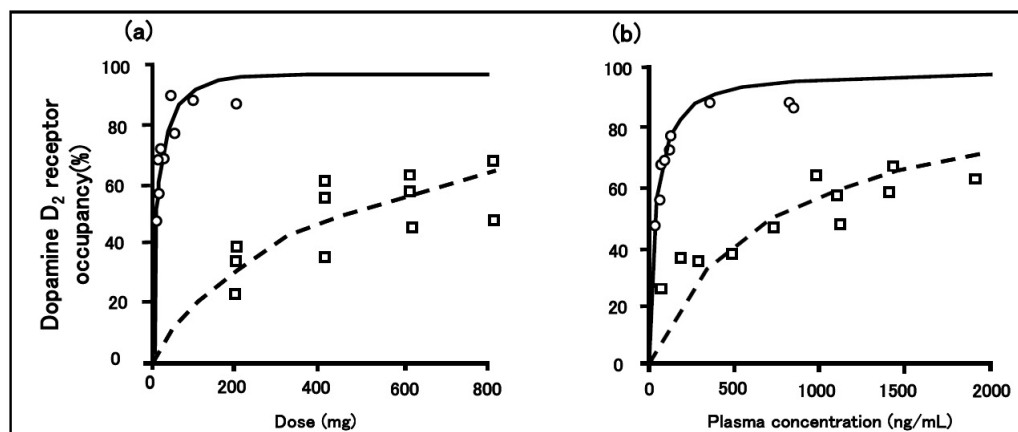 (a)
(b)
Dopamine D2 receptor
occupancy(%)
100
80
60
40
20
0
0 200 400 600 800
Dose (mg)
100
80
60
40
20
0
0 500 1000 1500 2000
Plasma concentration (ng/mL)